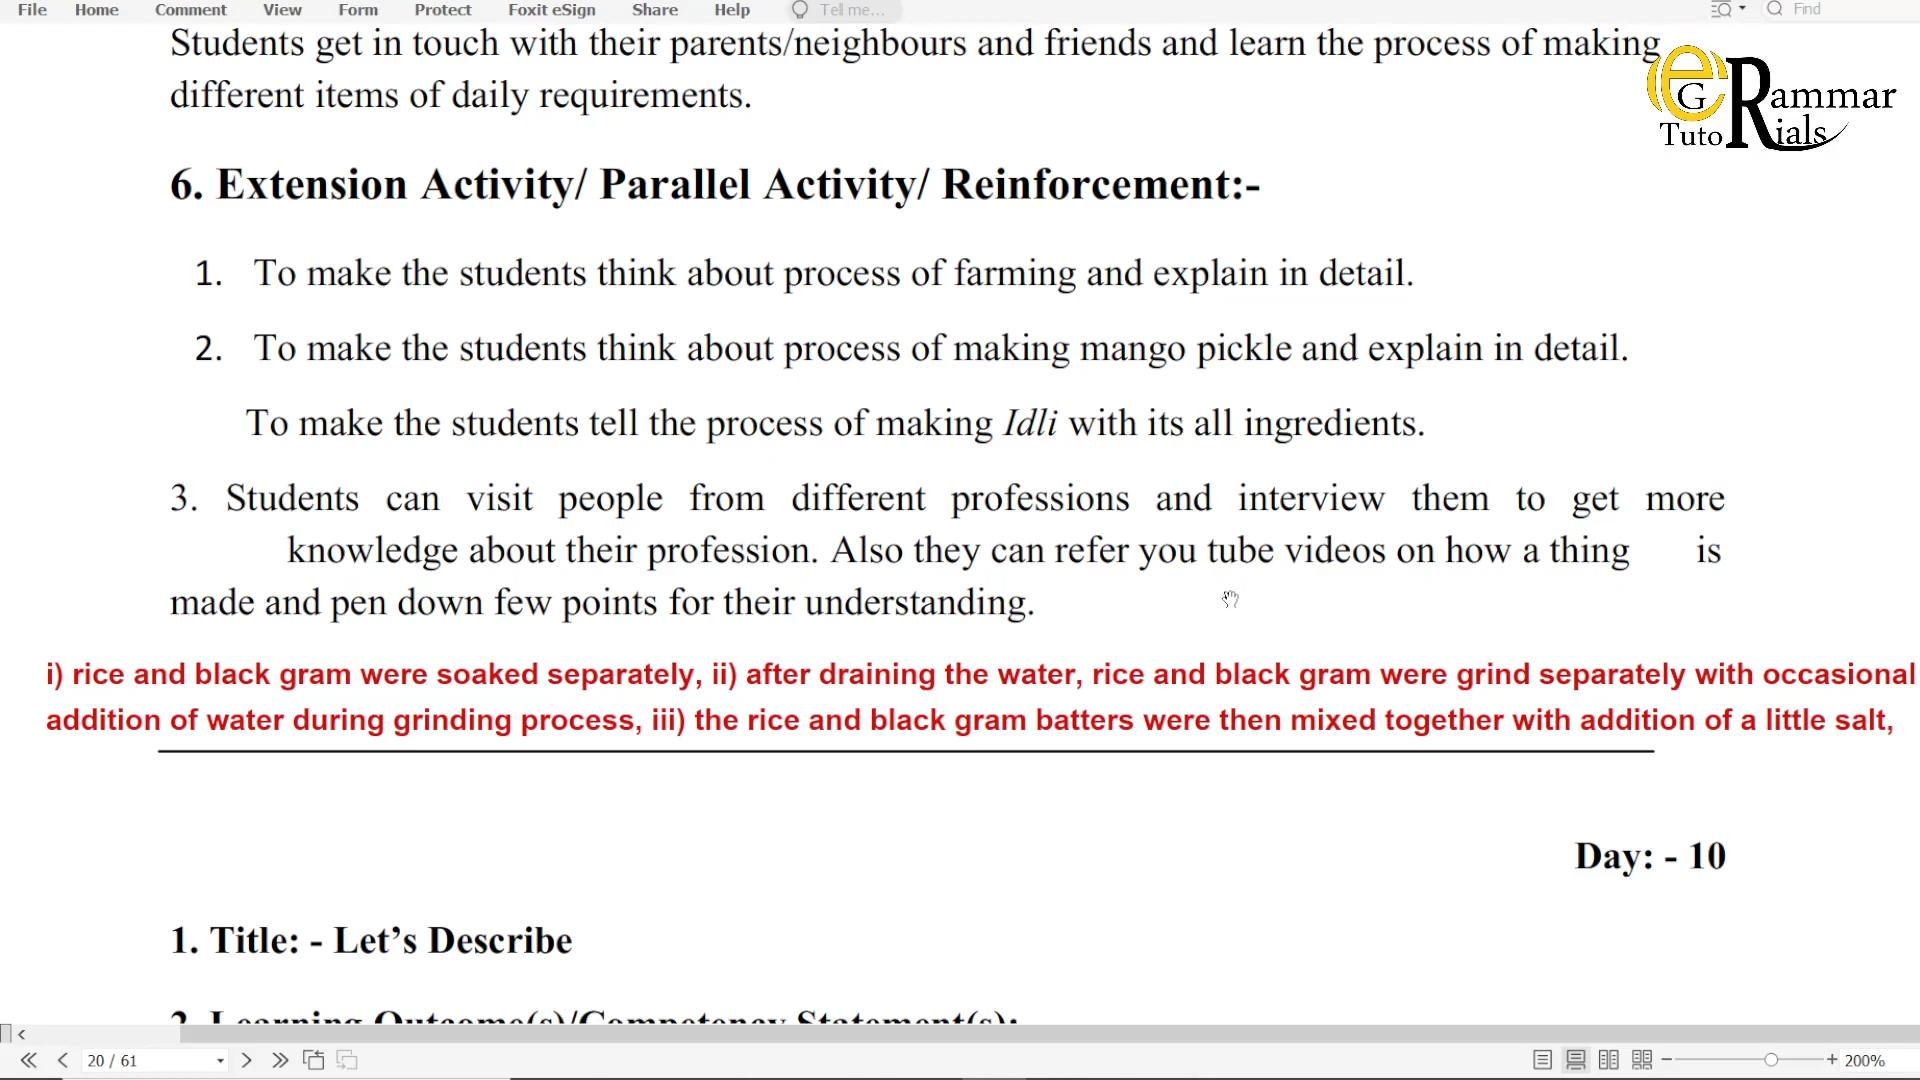 File Home Comment View Form Protect Foxit eSign Share Help Tell me... Find
Students get in touch with their parents/neighbours and friends and learn the process of making
different items of daily requirements.
eGRammar
TutoRials
6. Extension Activity/ Parallel Activity/ Reinforcement:-
1. To make the students think about process of farming and explain in detail.
2. To make the students think about process of making mango pickle and explain in detail.
To make the students tell the process of making Idli with its all ingredients.
3. Students can visit people from different professions and interview them to get more
knowledge about their profession. Also they can refer you tube videos on how a thing is
made and pen down few points for their understanding.
i) rice and black gram were soaked separately, ii) after draining the water, rice and black gram were grind separately with occasional
addition of water during grinding process, iii) the rice and black gram batters were then mixed together with addition of a little salt,
Day: - 10
1. Title: - Let’s Describe
2. Learning Outcome(s)/Competency Statement(s):
20 / 61 200%